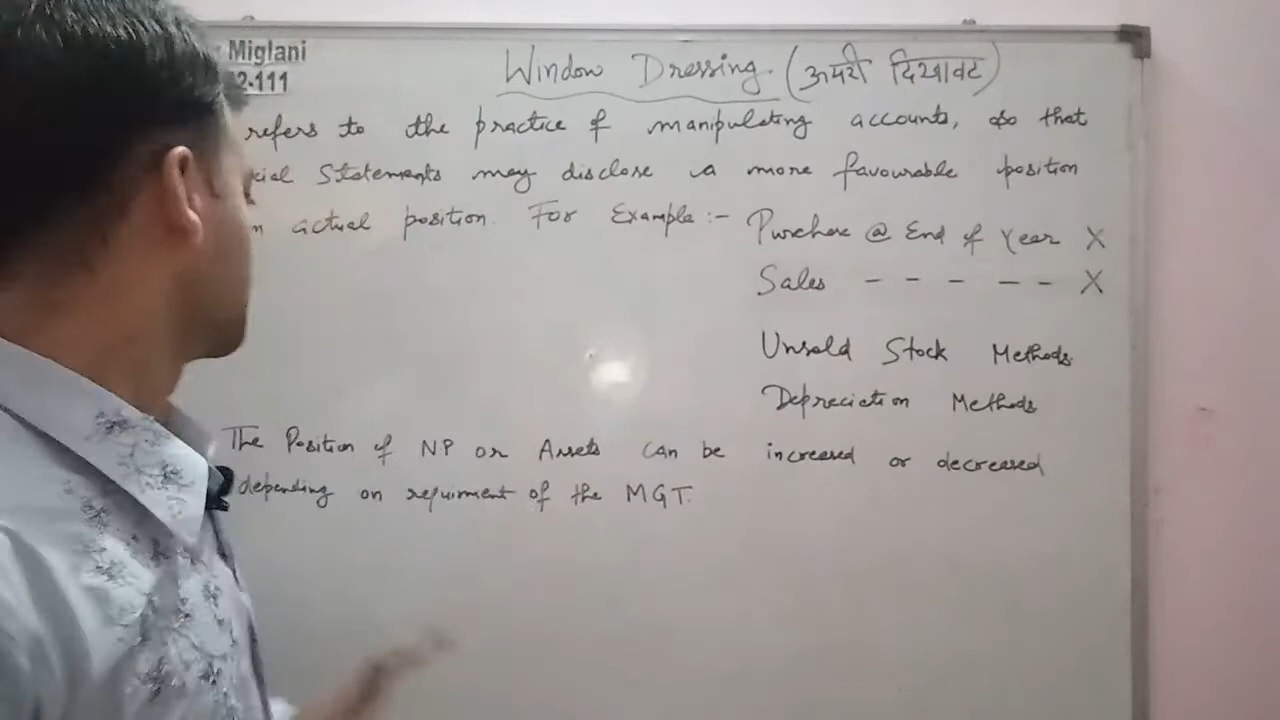 Miglani
2-111
Window Dressing. (ऊपरी दिखावट)
refers to the practice of manipulating accounts, so that
cial Statements may disclose a more favourable position
n actual position. For Example :- Purchase @ End of Year X
Sales - - - - - X
Unsold Stock Methods
Depreciation Methods
The Position of NP or Assets can be increased or decreased
depending on requirment of the MGT.